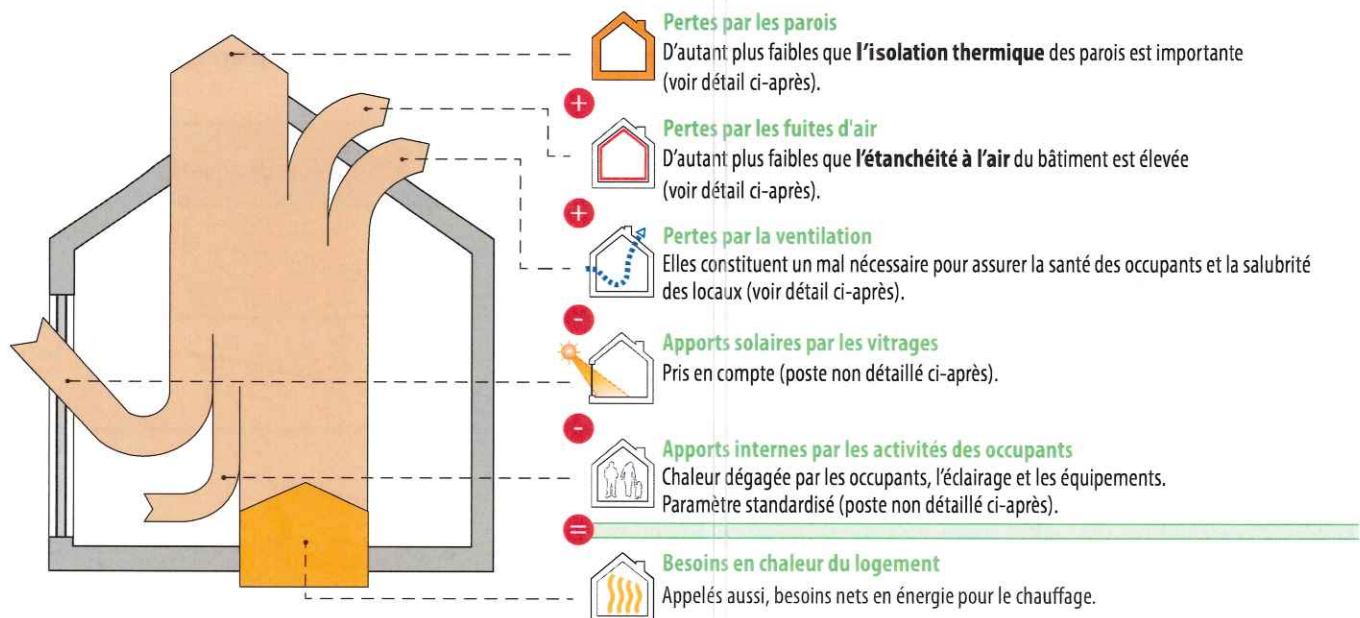 Pertes par les parois
D'autant plus faibles que l'isolation thermique des parois est importante
(voir détail ci-après).
+
Pertes par les fuites d'air
D'autant plus faibles que l'étanchéité à l'air du bâtiment est élevée
(voir détail ci-après).
+
Pertes par la ventilation
Elles constituent un mal nécessaire pour assurer la santé des occupants et la salubrité
des locaux (voir détail ci-après).
-
Apports solaires par les vitrages
Pris en compte (poste non détaillé ci-après).
-
Apports internes par les activités des occupants
Chaleur dégagée par les occupants, l'éclairage et les équipements.
Paramètre standardisé (poste non détaillé ci-après).
=
Besoins en chaleur du logement
Appelés aussi, besoins nets en énergie pour le chauffage.